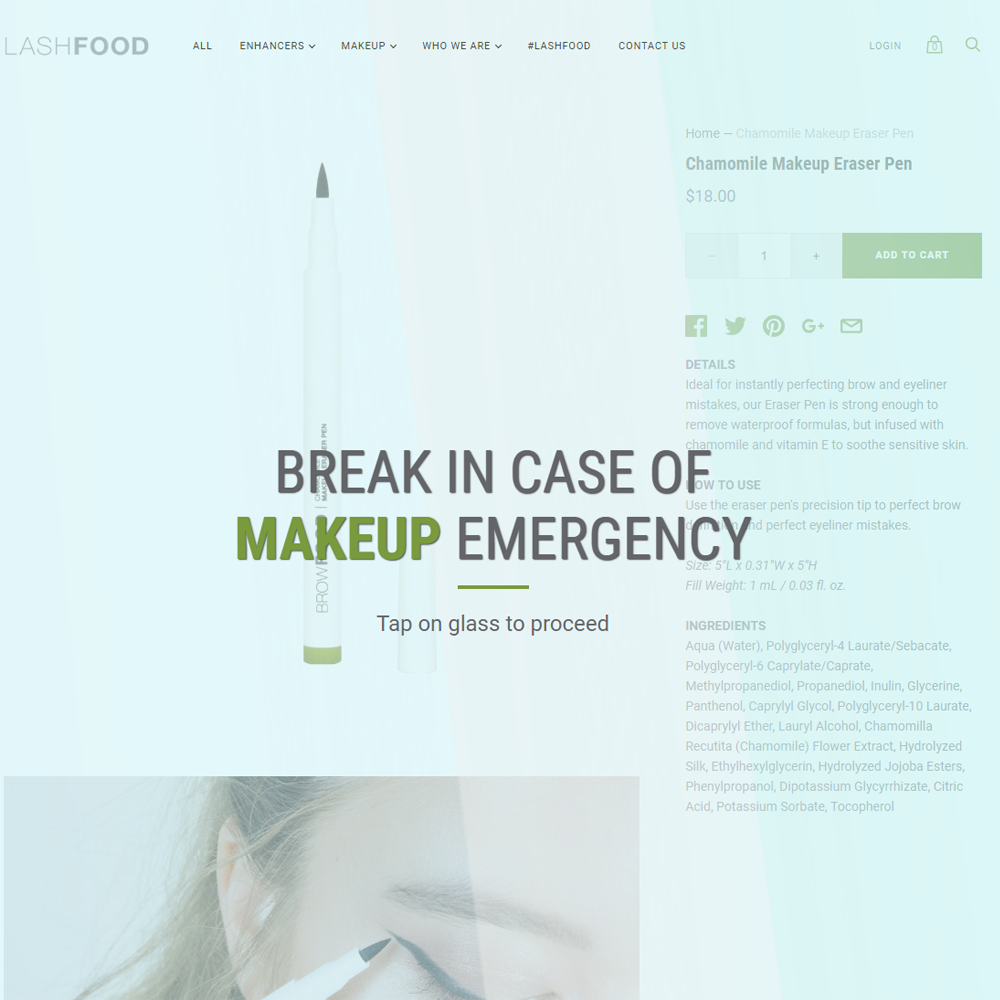 LASHFOOD
ALL ENHANCERS MAKEUP WHO WE ARE #LASHFOOD CONTACT US
LOGIN 0
Home — Chamomile Makeup Eraser Pen
Chamomile Makeup Eraser Pen
$18.00
− 1 + ADD TO CART
DETAILS
Ideal for instantly perfecting brow and eyeliner
mistakes, our Eraser Pen is strong enough to
remove waterproof formulas, but infused with
chamomile and vitamin E to soothe sensitive skin.
HOW TO USE
Use the eraser pen's precision tip to perfect brow
definition and perfect eyeliner mistakes.
Size: 5"L x 0.31"W x 5"H
Fill Weight: 1 mL / 0.03 fl. oz.
INGREDIENTS
Aqua (Water), Polyglyceryl-4 Laurate/Sebacate,
Polyglyceryl-6 Caprylate/Caprate,
Methylpropanediol, Propanediol, Inulin, Glycerine,
Panthenol, Caprylyl Glycol, Polyglyceryl-10 Laurate,
Dicaprylyl Ether, Lauryl Alcohol, Chamomilla
Recutita (Chamomile) Flower Extract, Hydrolyzed
Silk, Ethylhexylglycerin, Hydrolyzed Jojoba Esters,
Phenylpropanol, Dipotassium Glycyrrhizate, Citric
Acid, Potassium Sorbate, Tocopherol
BREAK IN CASE OF
MAKEUP EMERGENCY
Tap on glass to proceed